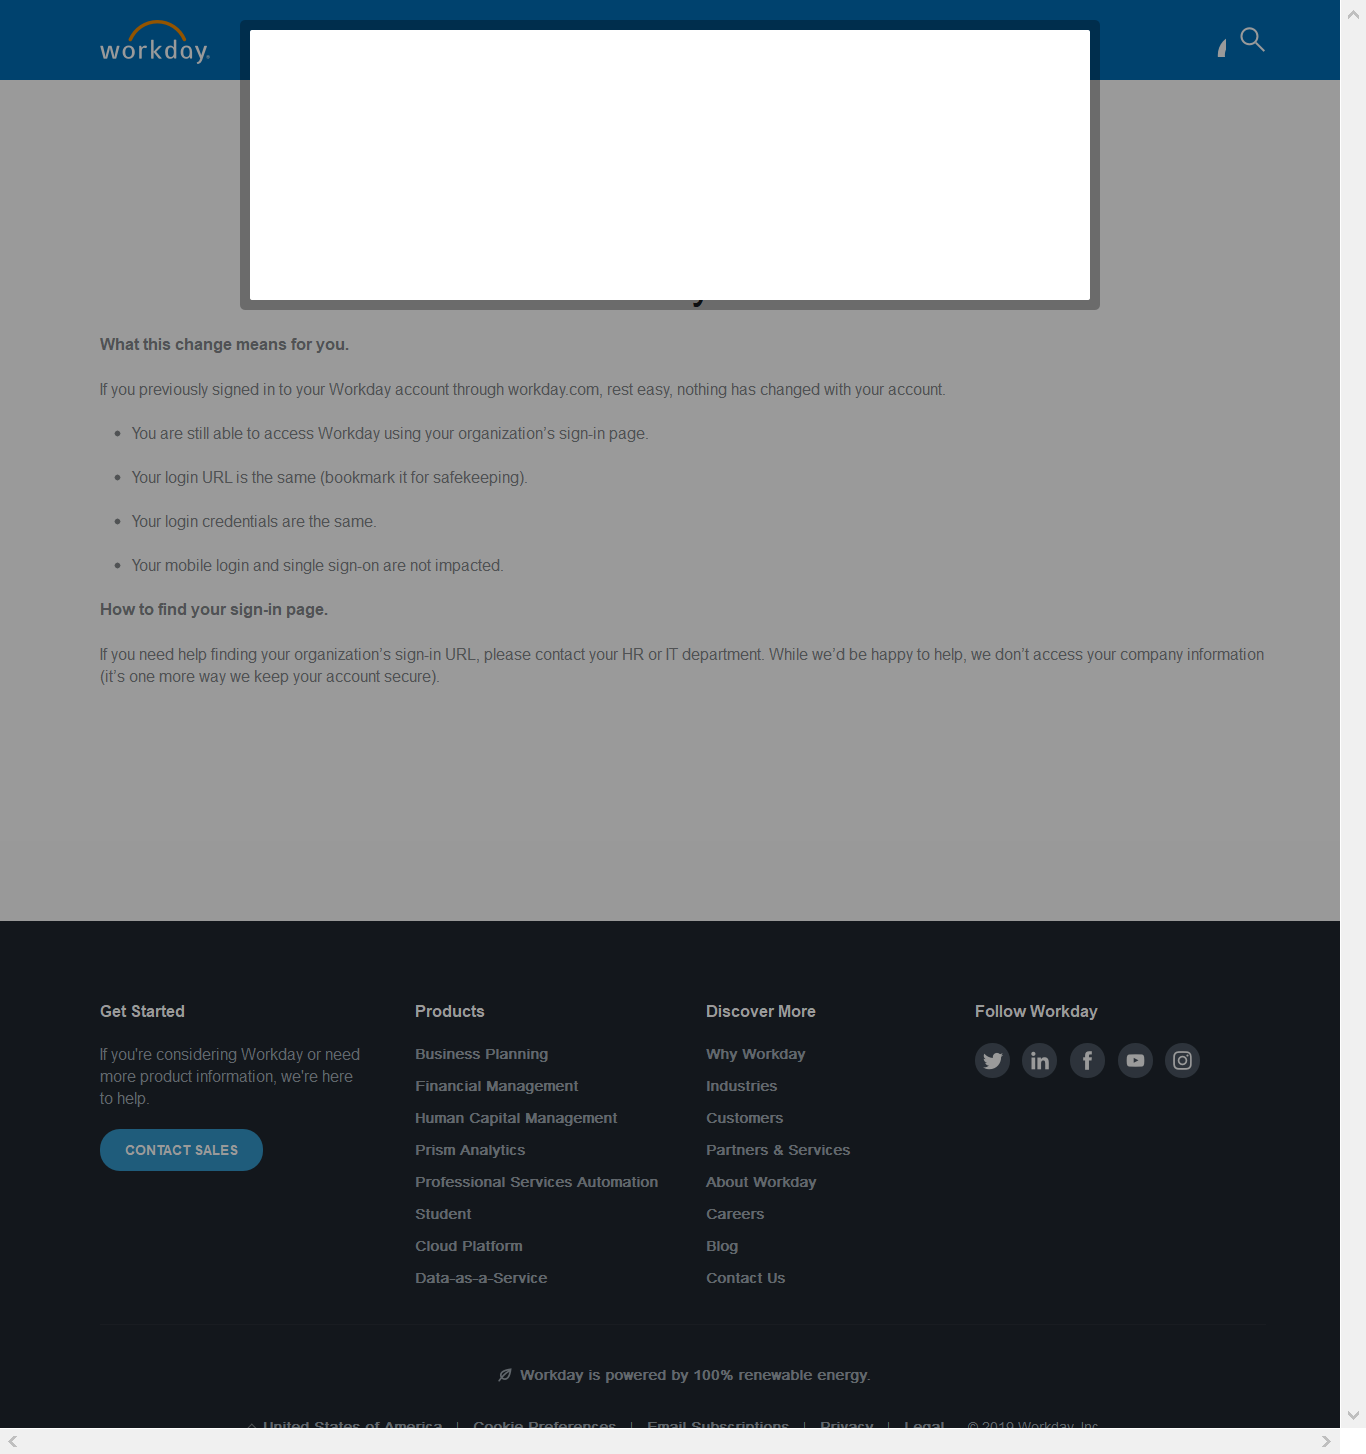 workday.
What this change means for you.
If you previously signed in to your Workday account through workday.com, rest easy, nothing has changed with your account.
• You are still able to access Workday using your organization’s sign-in page.
• Your login URL is the same (bookmark it for safekeeping).
• Your login credentials are the same.
• Your mobile login and single sign-on are not impacted.
How to find your sign-in page.
If you need help finding your organization’s sign-in URL, please contact your HR or IT department. While we’d be happy to help, we don’t access your company information
(it’s one more way we keep your account secure).
Get Started
If you're considering Workday or need
more product information, we're here
to help.
CONTACT SALES
Products
Business Planning
Financial Management
Human Capital Management
Prism Analytics
Professional Services Automation
Student
Cloud Platform
Data-as-a-Service
Discover More
Why Workday
Industries
Customers
Partners & Services
About Workday
Careers
Blog
Contact Us
Follow Workday
Workday is powered by 100% renewable energy.
United States of America | Cookie Preferences | Email Subscriptions | Privacy | Legal © 2019 Workday, Inc.